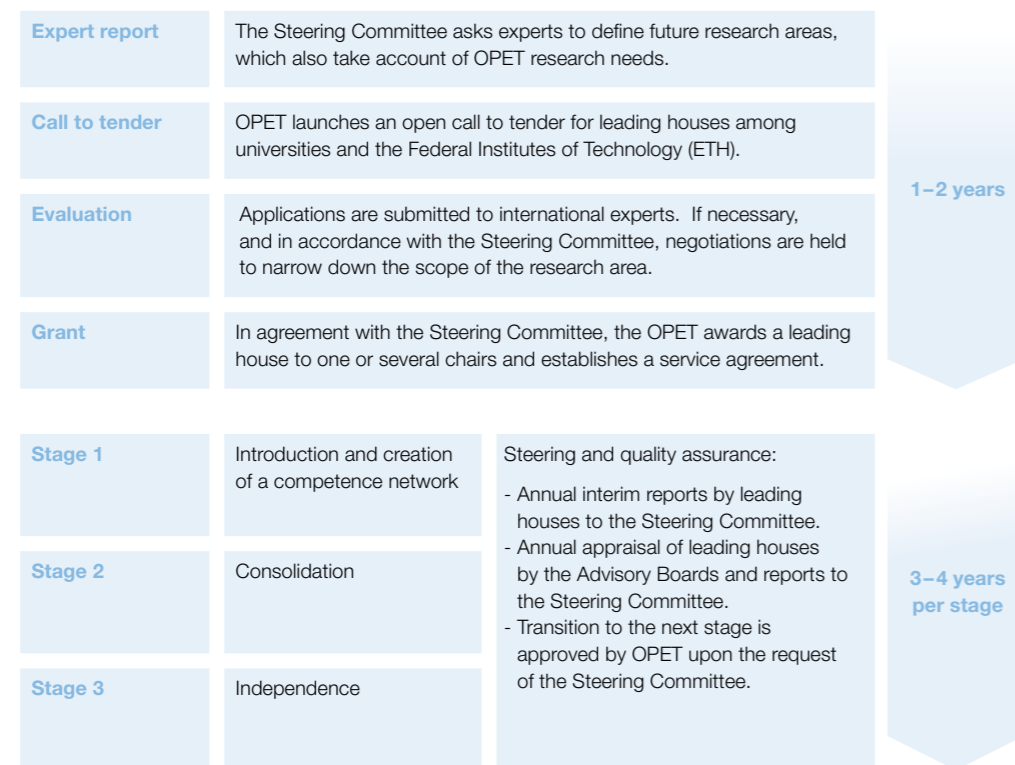 Expert report
The Steering Committee asks experts to define future research areas,
which also take account of OPET research needs.
Call to tender
OPET launches an open call to tender for leading houses among
universities and the Federal Institutes of Technology (ETH).
1–2 years
Evaluation
Applications are submitted to international experts. If necessary,
and in accordance with the Steering Committee, negotiations are held
to narrow down the scope of the research area.
Grant
In agreement with the Steering Committee, the OPET awards a leading
house to one or several chairs and establishes a service agreement.
Stage 1
Introduction and creation
of a competence network
Steering and quality assurance:
- Annual interim reports by leading
houses to the Steering Committee.
- Annual appraisal of leading houses
by the Advisory Boards and reports to
the Steering Committee.
- Transition to the next stage is
approved by OPET upon the request
of the Steering Committee.
Stage 2
Consolidation
3–4 years
per stage
Stage 3
Independence